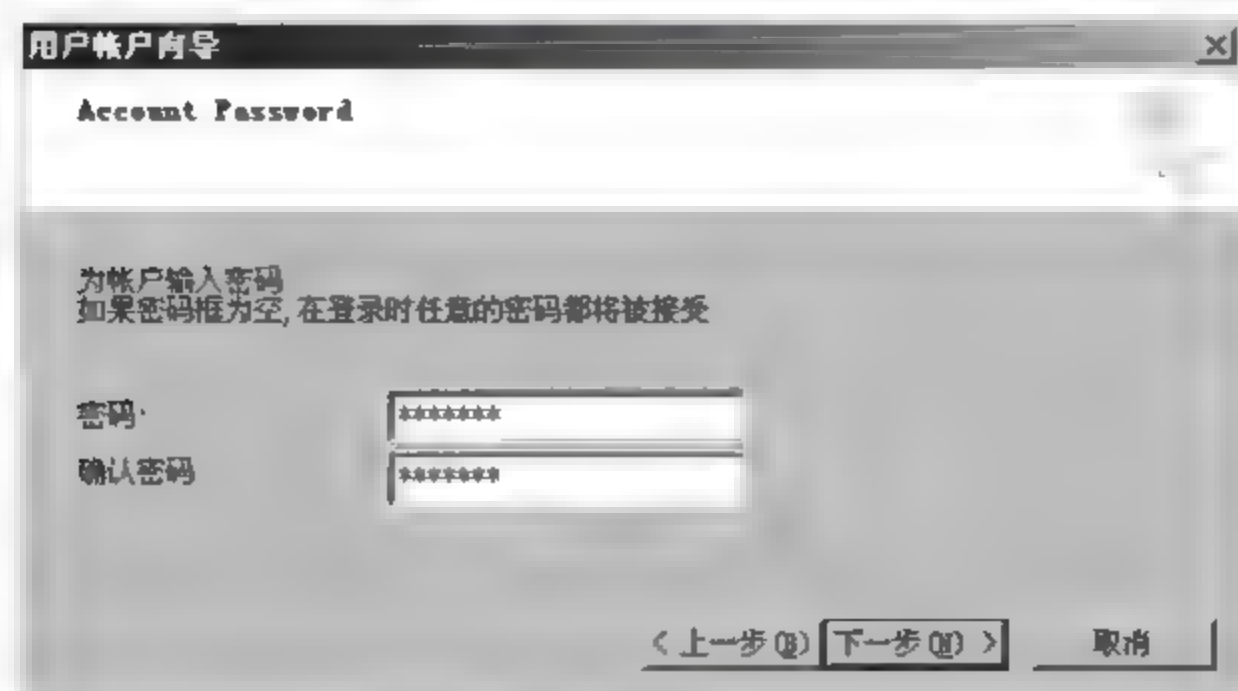 用户帐户向导
Account Password
为帐户输入密码
如果密码框为空,在登录时任意的密码都将被接受
密码:
*******
确认密码
*******
< 上一步(B)
下一步(N) >
取消